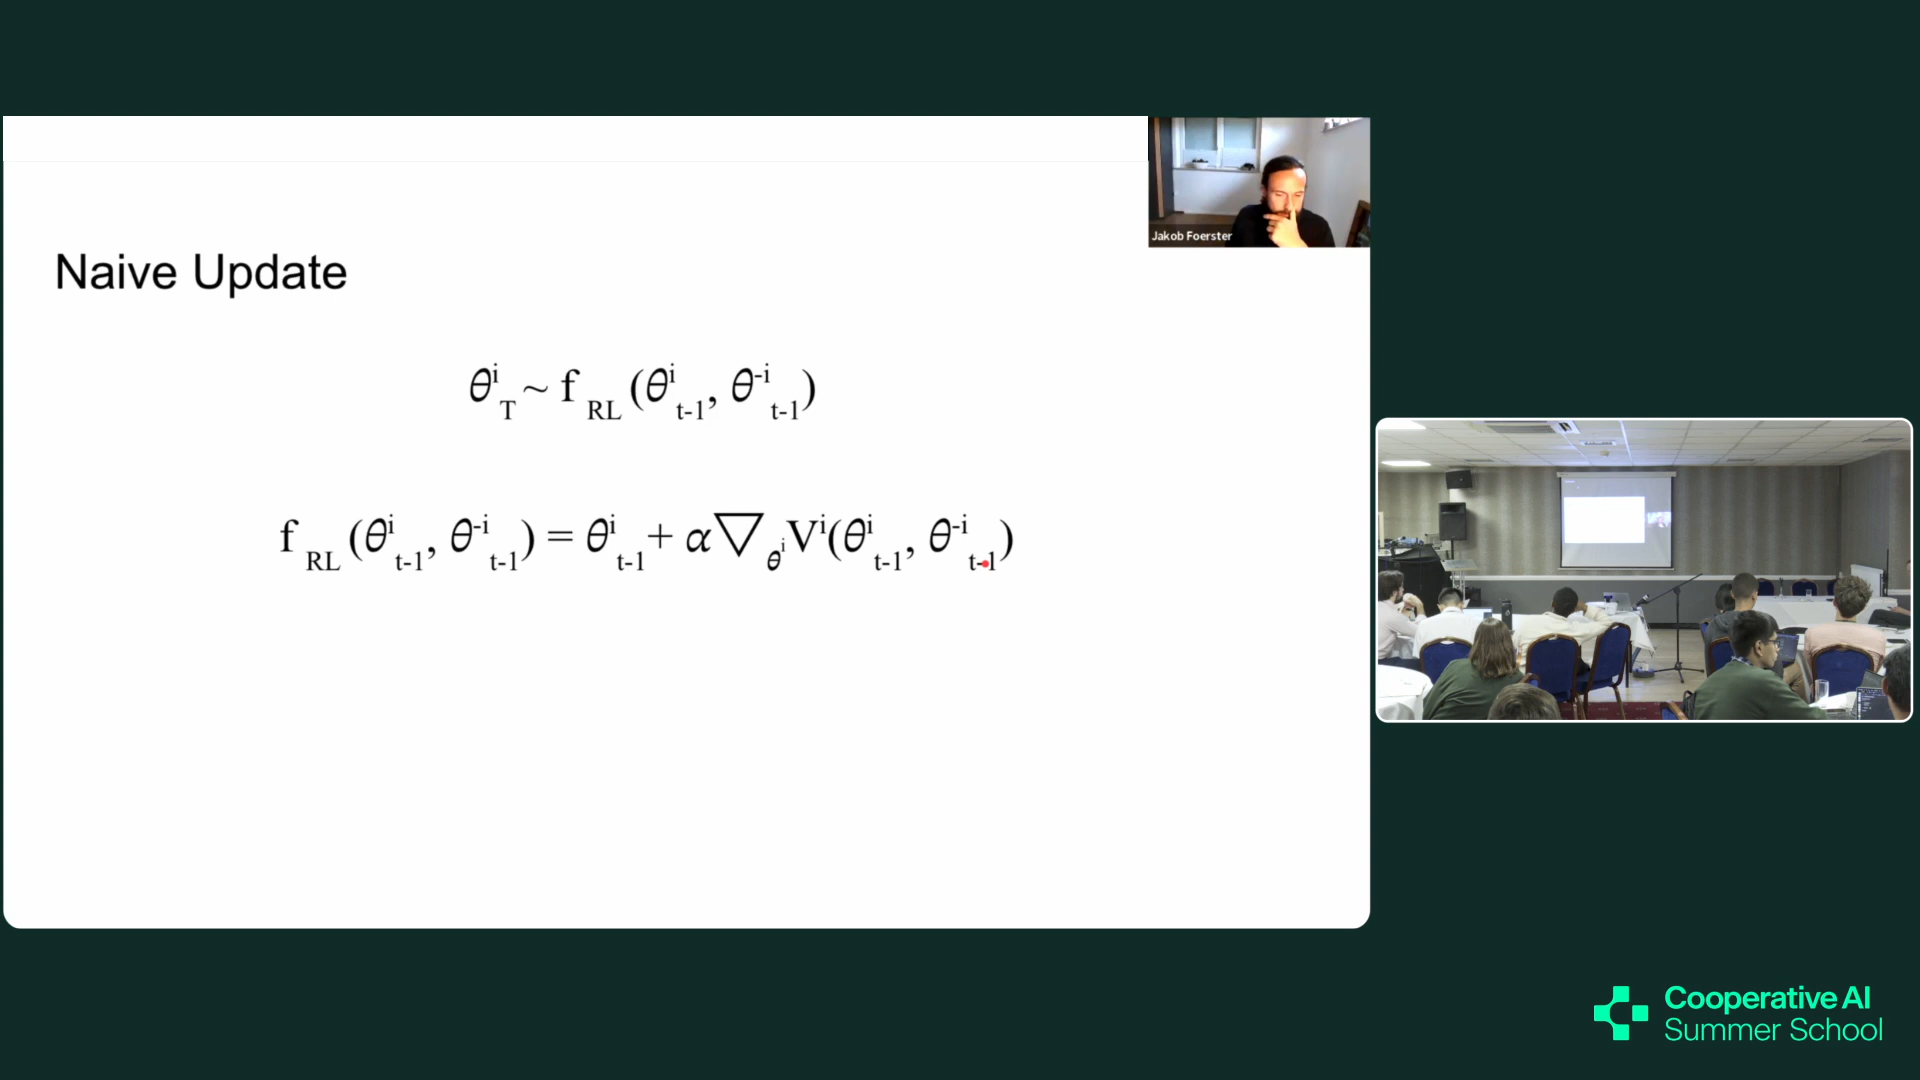 Jakob Foerster
Naive Update
θ^i_T ~ f_RL (θ^i_t-1, θ^-i_t-1)
f_RL (θ^i_t-1, θ^-i_t-1) = θ^i_t-1 + α▽_θ^i V^i(θ^i_t-1, θ^-i_t-1)
Cooperative AI
Summer School